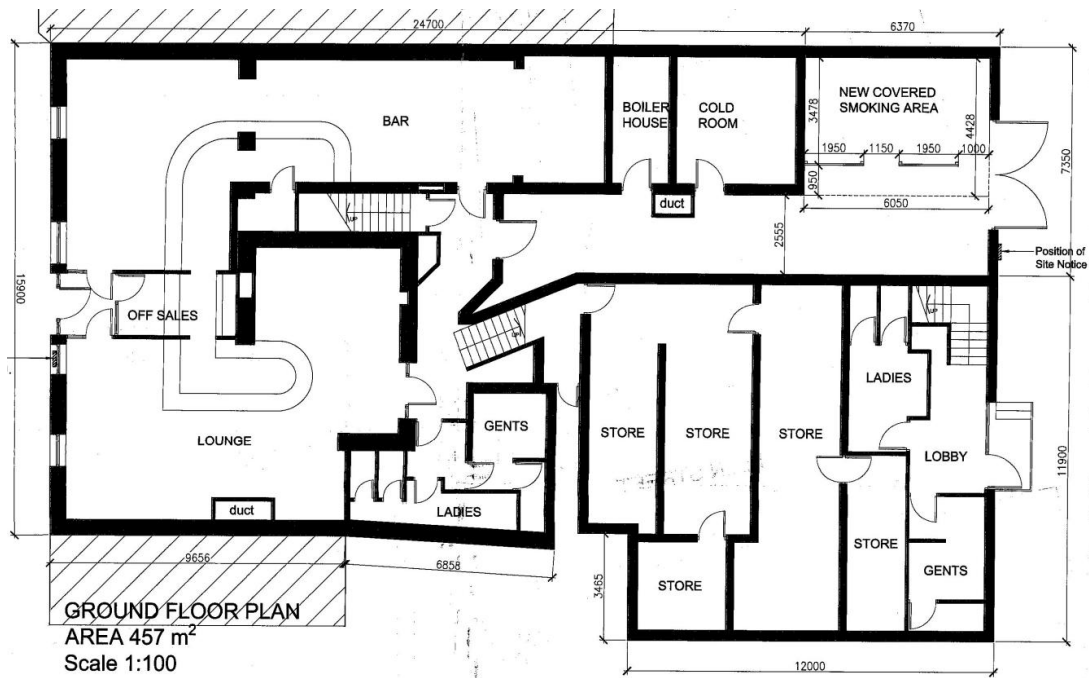 24700
6370
BAR
BOILER
HOUSE
COLD
ROOM
NEW COVERED
SMOKING AREA
3478
4428
1950
1150
1950
1000
950
6050
7350
duct
2555
UP
Position of
Site Notice
15900
OFF SALES
UP
LADIES
GENTS
STORE
STORE
STORE
LOUNGE
LOBBY
11900
duct
LADIES
STORE
GENTS
STORE
9656
6858
3465
12000
GROUND FLOOR PLAN
AREA 457 m²
Scale 1:100